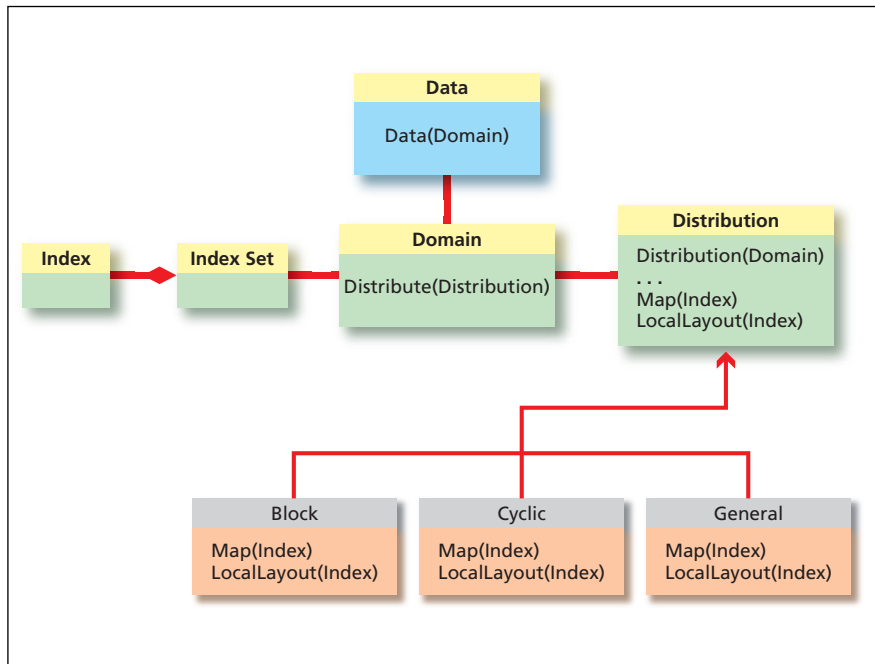 Data
Data(Domain)
Index
Index Set
Domain
Distribute(Distribution)
Distribution
Distribution(Domain)
. . .
Map(Index)
LocalLayout(Index)
Block
Map(Index)
LocalLayout(Index)
Cyclic
Map(Index)
LocalLayout(Index)
General
Map(Index)
LocalLayout(Index)